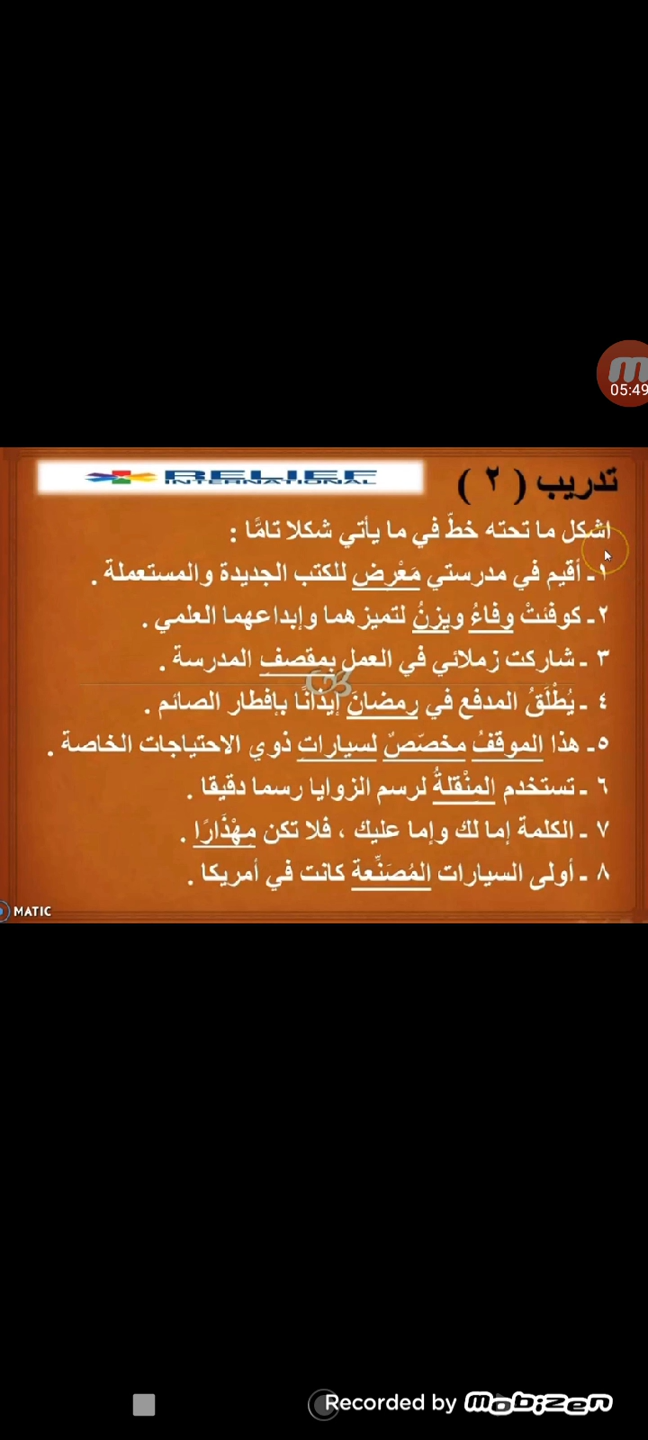 05:49
RELIEF
INTERNATIONAL
تدريب ( ٢ )
اشكل ما تحته خطّ في ما يأتي شكلا تامًّا :
١ ـ أقيم في مدرستي مَعْرِض للكتب الجديدة والمستعملة .
٢ ـ كوفئتْ وفاءُ ويزنُ لتميزهما وإبداعهما العلمي .
٣ ـ شاركت زملائي في العمل بمقصفِ المدرسة .
٤ ـ يُطْلَقُ المدفع في رمضانَ إيذانًا بإفطار الصائم .
٥ ـ هذا الموقفُ مخصّصٌ لسياراتِ ذوي الاحتياجات الخاصة .
٦ ـ تستخدم المِنْقلةُ لرسم الزوايا رسما دقيقا .
٧ ـ الكلمة إما لك وإما عليك ، فلا تكن مِهْذَارًا .
٨ ـ أولى السيارات المُصَنِّعة كانت في أمريكا .
MATIC
Recorded by mobizen